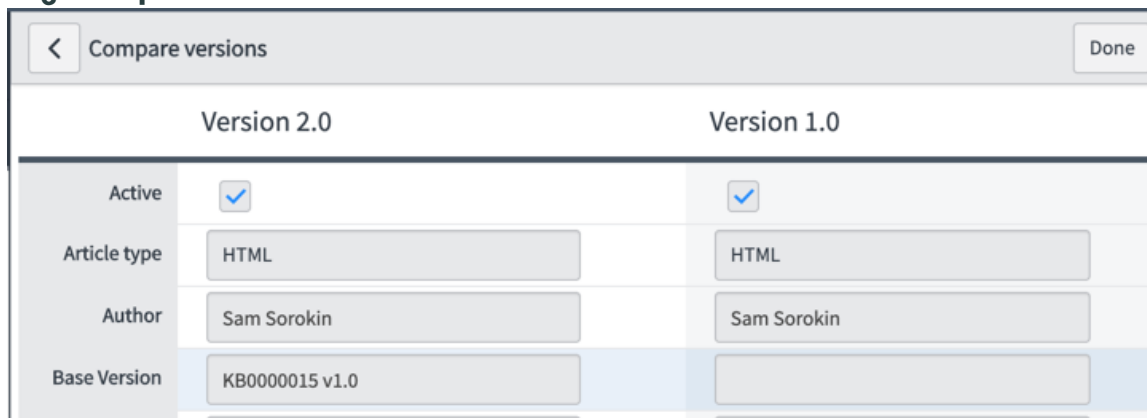 Compare versions Done
Version 2.0 Version 1.0
Active
Article type HTML HTML
Author Sam Sorokin Sam Sorokin
Base Version KB0000015 v1.0